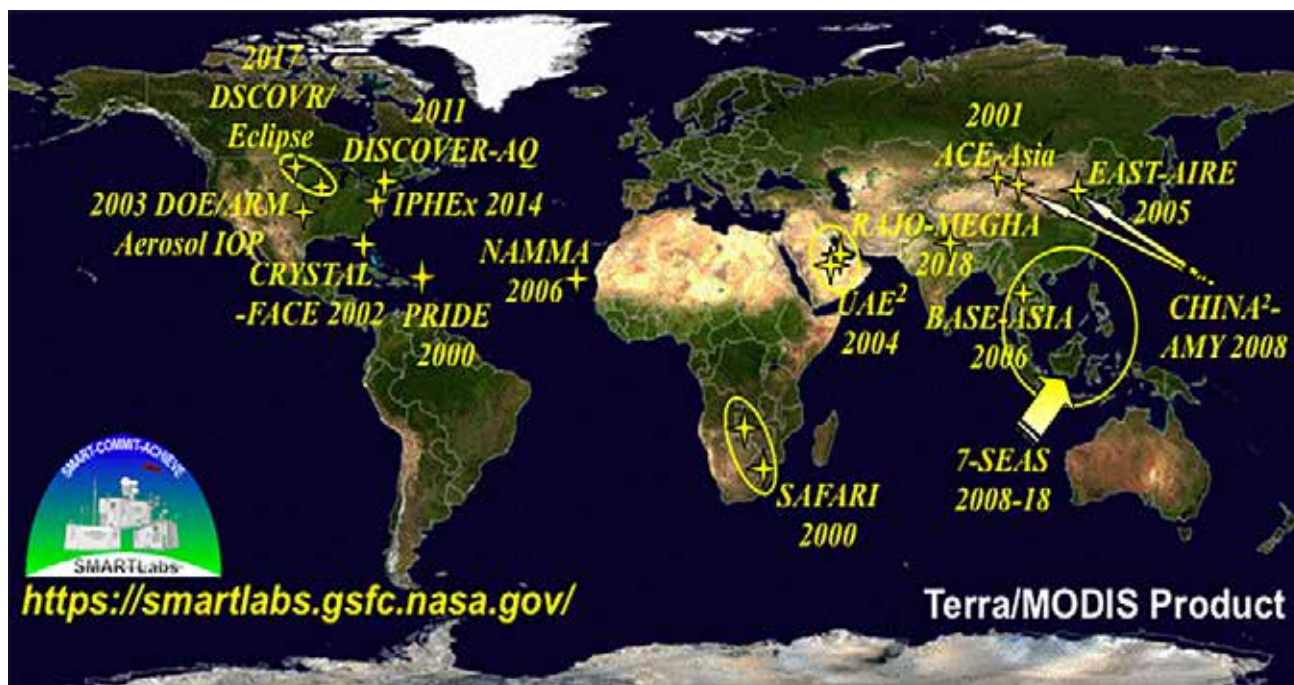 2017
DSCOVR/
Eclipse
2011
DISCOVER-AQ
2003 DOE/ARM
Aerosol IOP
IPHEx 2014
CRYSTAL
-FACE 2002
PRIDE
2000
NAMMA
2006
2001
ACE-Asia
EAST-AIRE
2005
RAJO-MEGHA
2018
UAE²
2004
BASE-ASIA
2006
CHINA²-
AMY 2008
7-SEAS
2008-18
SAFARI
2000
SMART-COMMIT-ACHIEVE
SMARTLabs
https://smartlabs.gsfc.nasa.gov/
Terra/MODIS Product